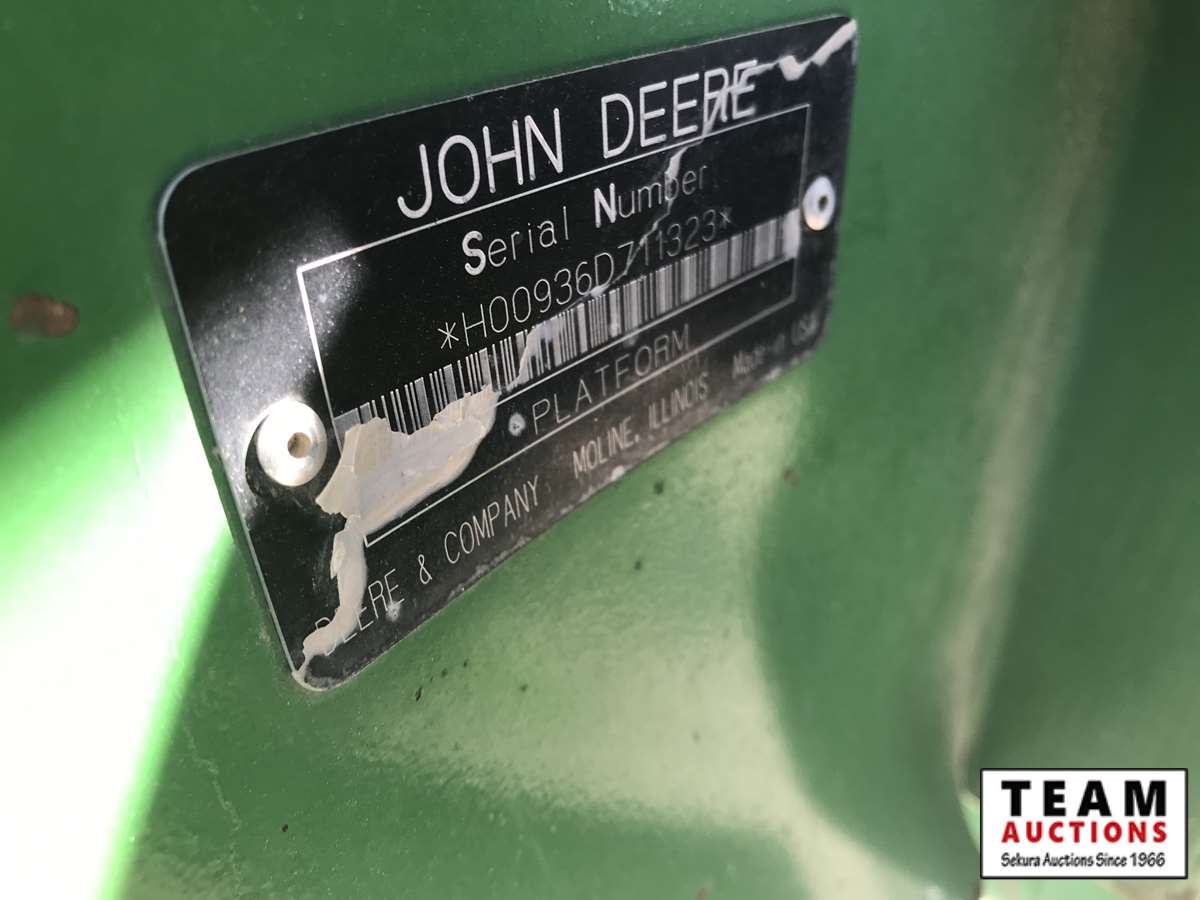 JOHN DEERE
Serial Number
*H00936D711323*
PLATFORM
DEERE & COMPANY MOLINE, ILLINOIS Made in USA
TEAM
AUCTIONS
Sekura Auctions Since 1966